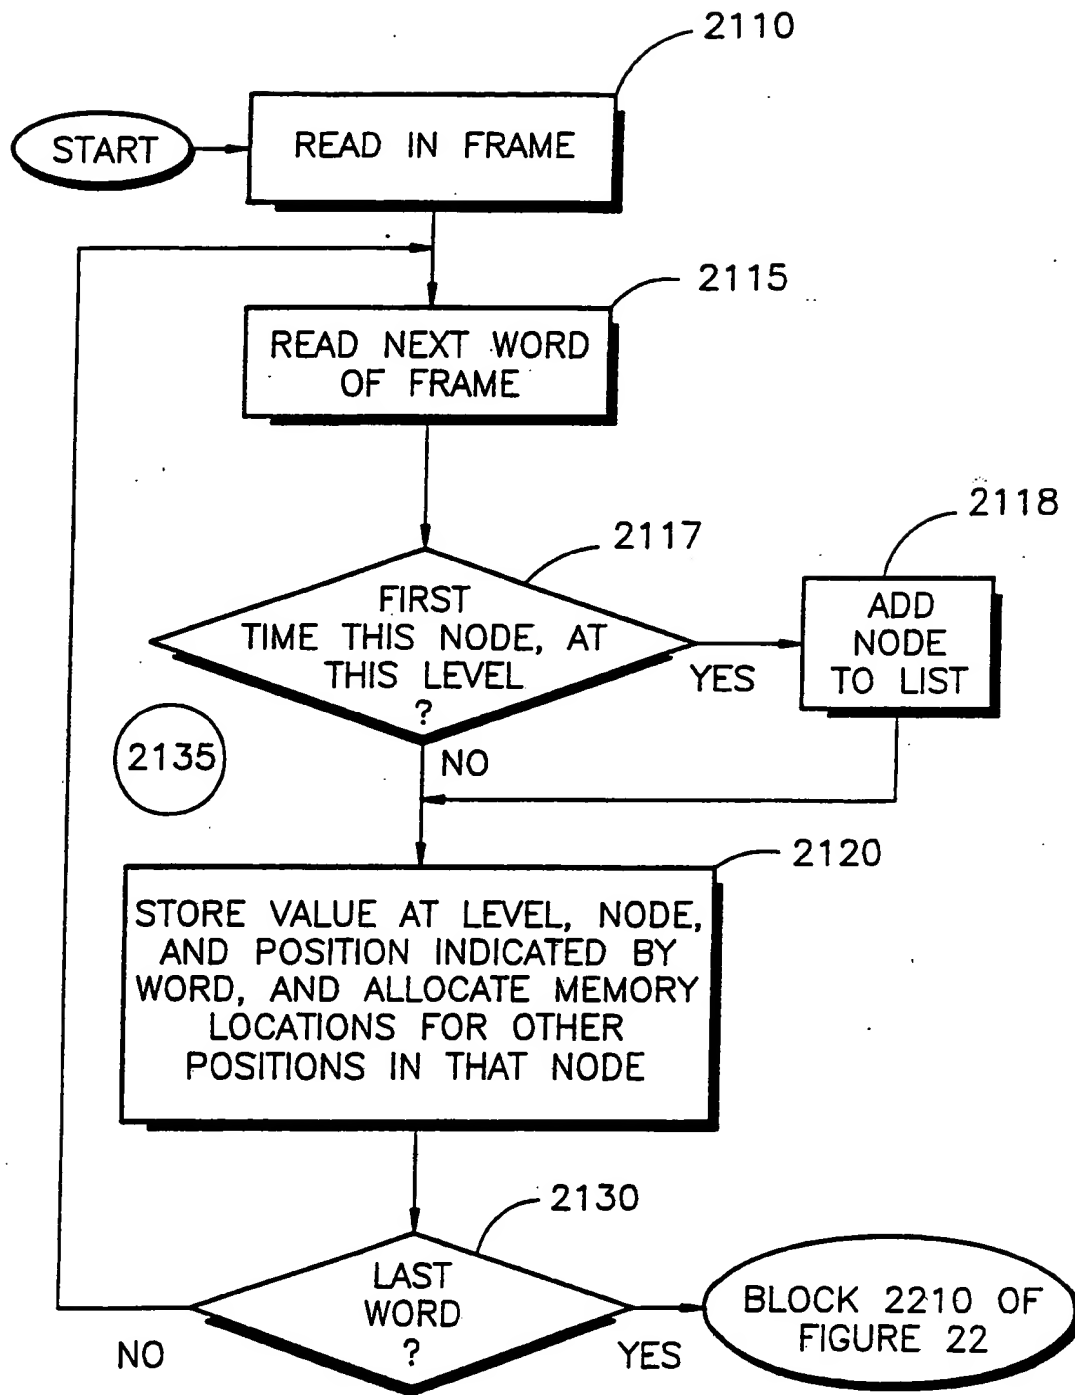 2110
START
READ IN FRAME
2115
READ NEXT WORD
OF FRAME
2117
2118
FIRST
TIME THIS NODE, AT
THIS LEVEL
?
YES
ADD
NODE
TO LIST
2135
NO
2120
STORE VALUE AT LEVEL, NODE,
AND POSITION INDICATED BY
WORD, AND ALLOCATE MEMORY
LOCATIONS FOR OTHER
POSITIONS IN THAT NODE
2130
LAST
WORD
?
NO
YES
BLOCK 2210 OF
FIGURE 22